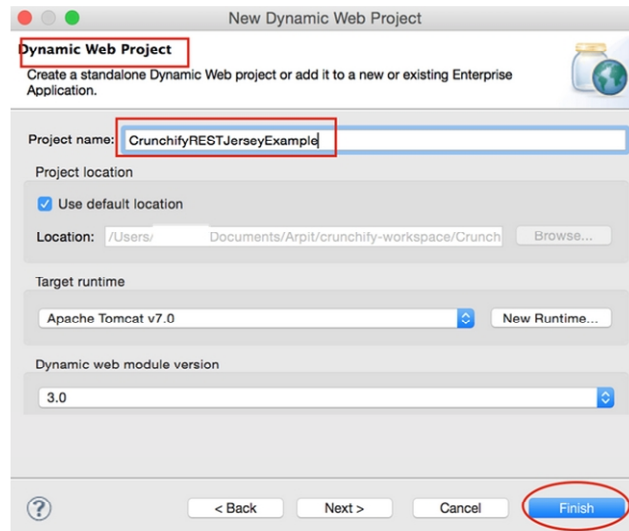 New Dynamic Web Project
Dynamic Web Project
Create a standalone Dynamic Web project or add it to a new or existing Enterprise
Application.
Project name: CrunchifyRESTJerseyExample
Project location
Use default location
Location: /Users/ Documents/Arpit/crunchify-workspace/Crunch Browse...
Target runtime
Apache Tomcat v7.0 New Runtime...
Dynamic web module version
3.0
? < Back Next > Cancel Finish